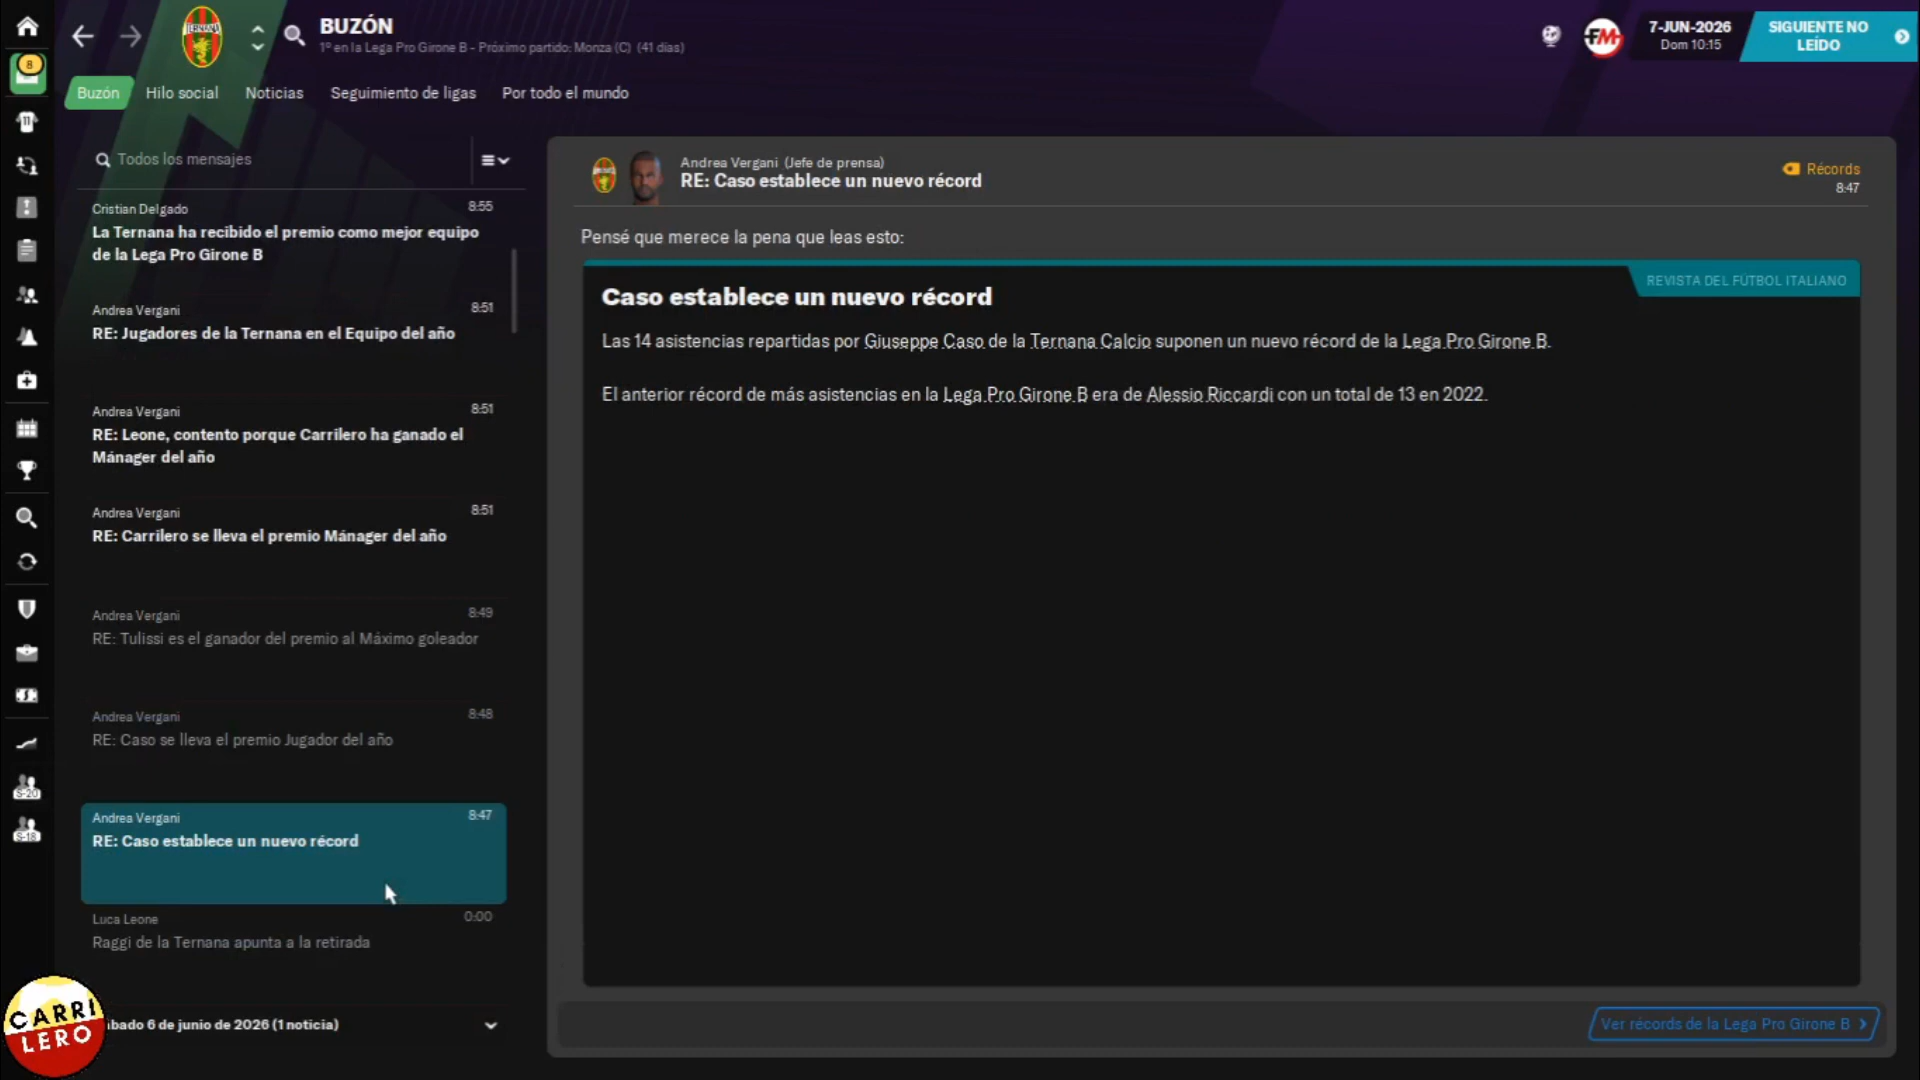 BUZÓN
1º en la Lega Pro Girone B - Próximo partido: Monza (C) (41 días)
7-JUN-2026
Dom 10:15
SIGUIENTE NO
LEÍDO
8
TERNANA
FM
Buzón
Hilo social
Noticias
Seguimiento de ligas
Por todo el mundo
Todos los mensajes
Cristian Delgado
8:55
La Ternana ha recibido el premio como mejor equipo
de la Lega Pro Girone B
Andrea Vergani
8:51
RE: Jugadores de la Ternana en el Equipo del año
Andrea Vergani
8:51
RE: Leone, contento porque Carrilero ha ganado el
Mánager del año
Andrea Vergani
8:51
RE: Carrilero se lleva el premio Mánager del año
Andrea Vergani
8:49
RE: Tulissi es el ganador del premio al Máximo goleador
Andrea Vergani
8:48
RE: Caso se lleva el premio Jugador del año
Andrea Vergani
8:47
RE: Caso establece un nuevo récord
Luca Leone
0:00
Raggi de la Ternana apunta a la retirada
ábado 6 de junio de 2026 (1 noticia)
S-20
S-18
CARRI
LERO
Andrea Vergani (Jefe de prensa)
RE: Caso establece un nuevo récord
Récords
8:47
Pensé que merece la pena que leas esto:
REVISTA DEL FÚTBOL ITALIANO
Caso establece un nuevo récord
Las 14 asistencias repartidas por Giuseppe Caso de la Ternana Calcio suponen un nuevo récord de la Lega Pro Girone B.
El anterior récord de más asistencias en la Lega Pro Girone B era de Alessio Riccardi con un total de 13 en 2022.
Ver récords de la Lega Pro Girone B